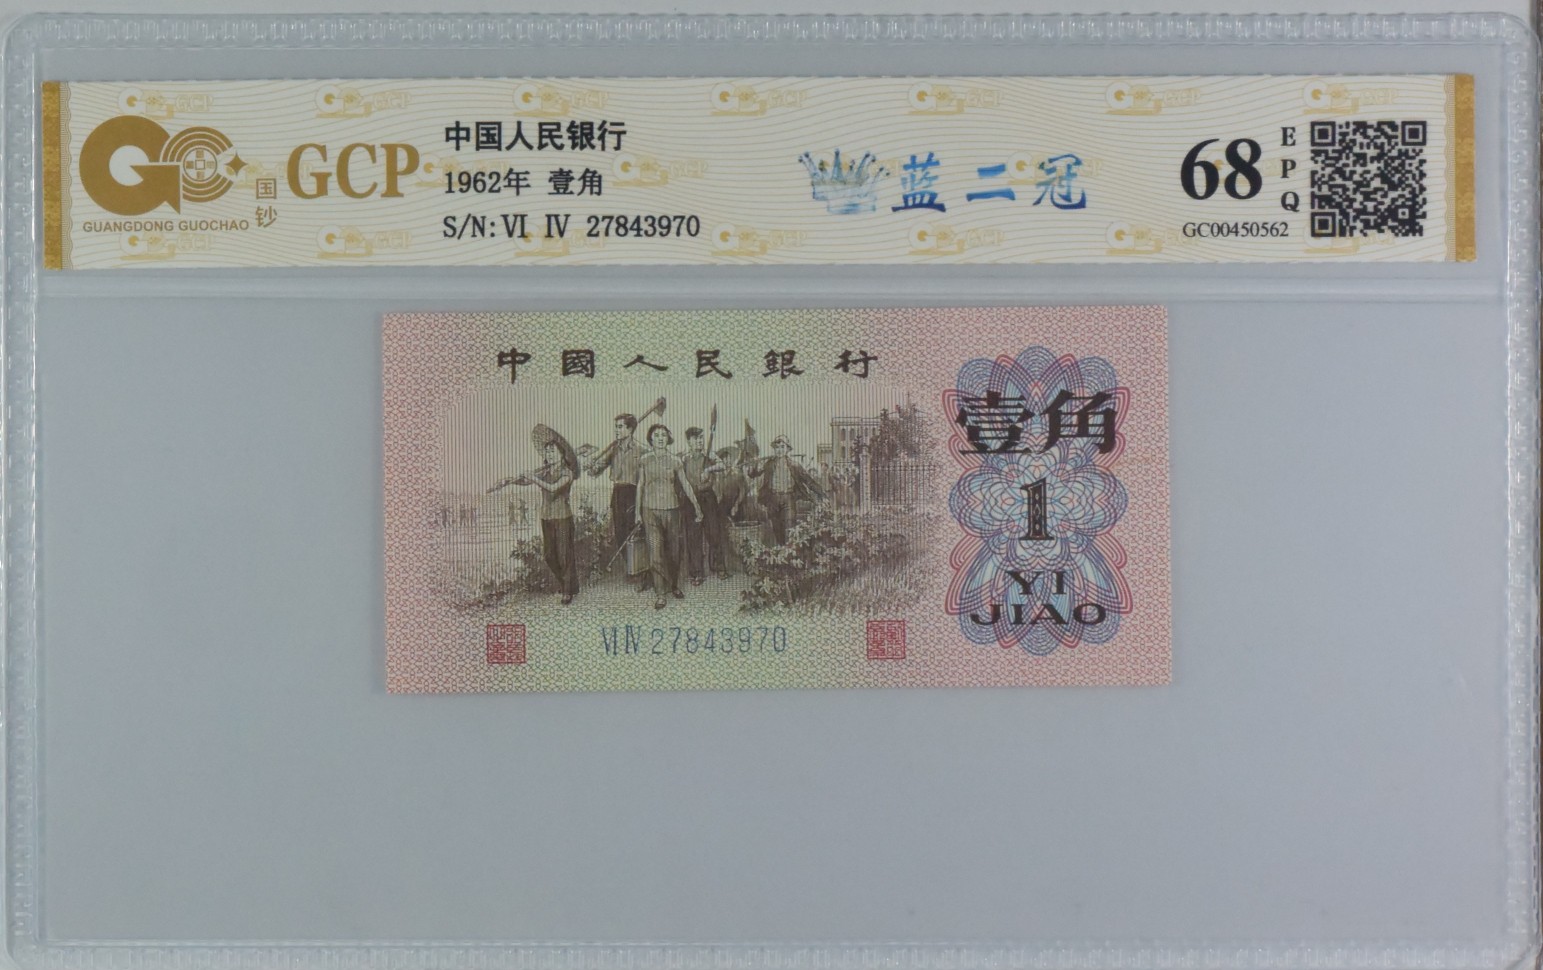 国钞
GUANGDONG GUOCHAO
GCP
中国人民银行
1962年 壹角
S/N: VI IV 27843970
蓝二冠
68
EPQ
GC00450562
中國人民銀行
壹角
1
YI
JIAO
VI IV 27843970